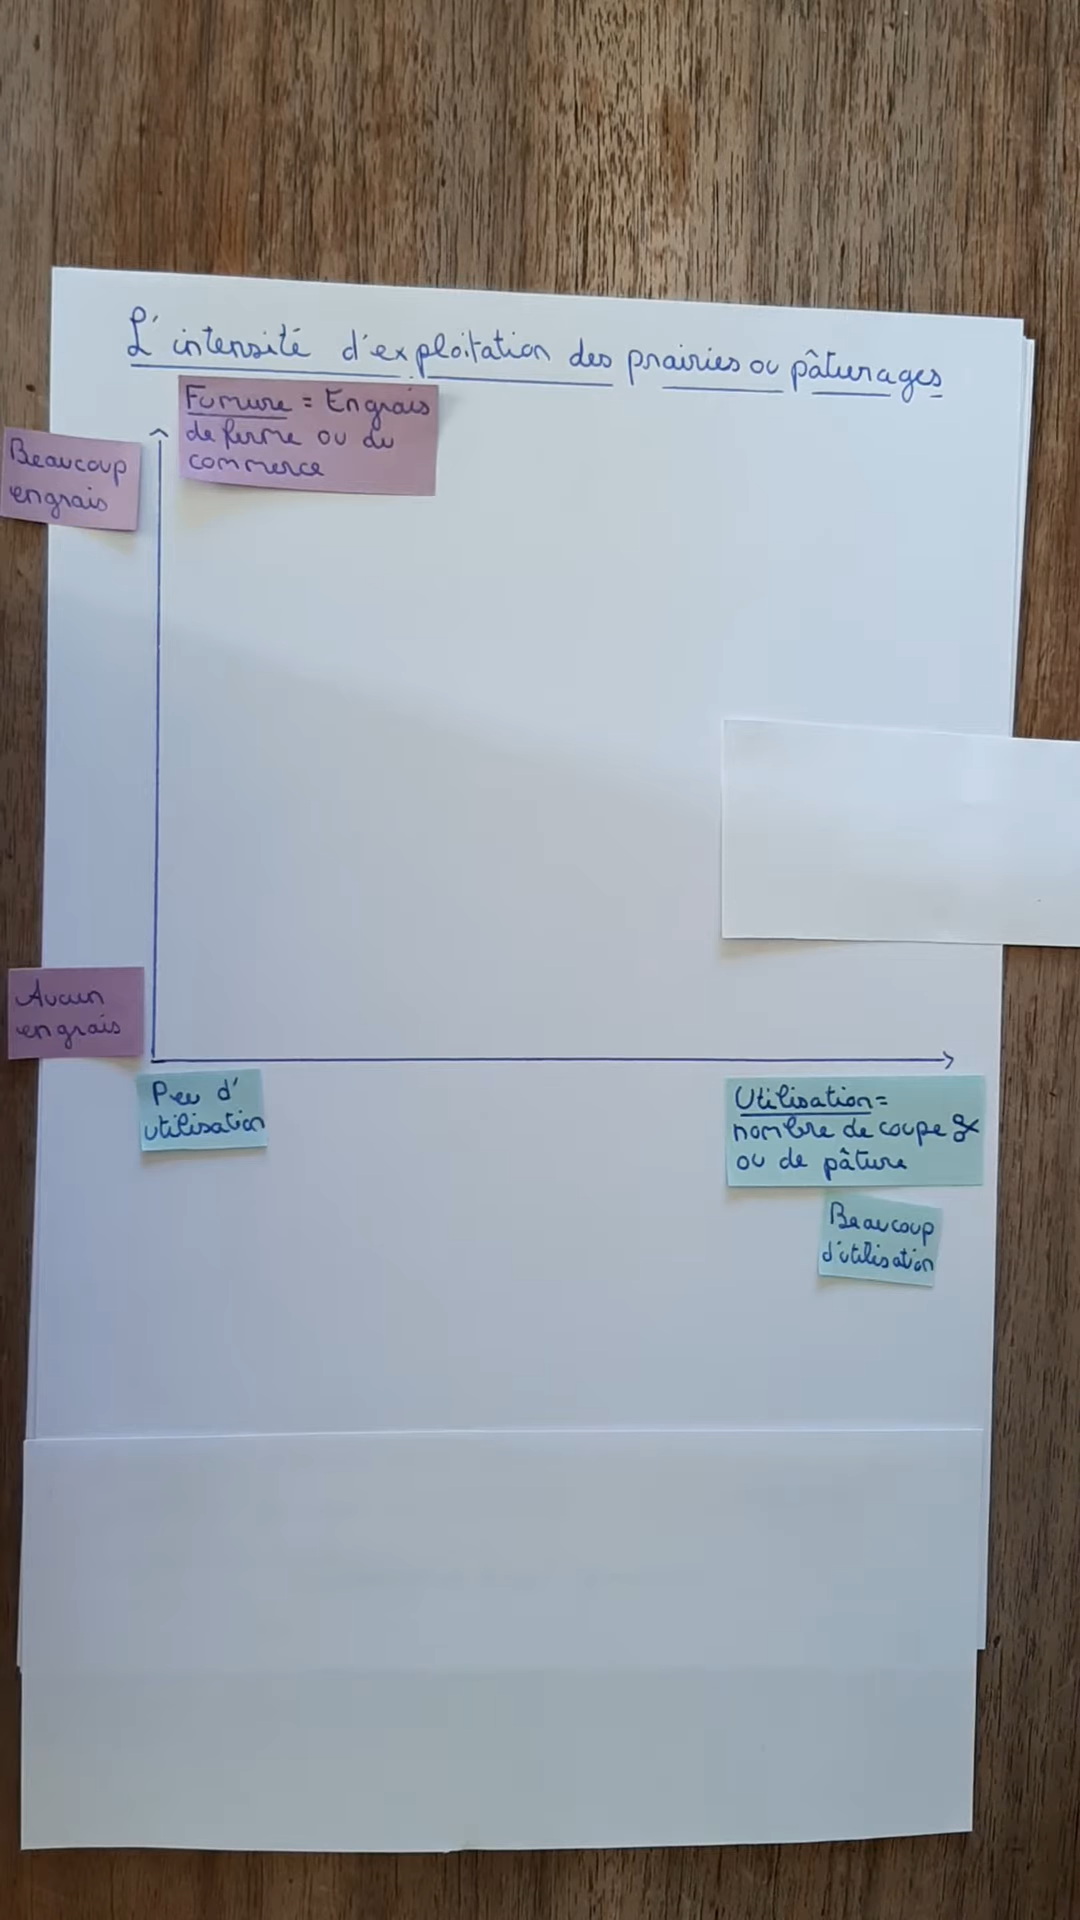 L'intensité d'exploitation des prairies ou pâturages
Fumure = Engrais
de ferme ou du
commerce
Beaucoup
engrais
Aucun
engrais
Peu d'
utilisation
Utilisation =
nombre de coupe
ou de pâture
Beaucoup
d'utilisation